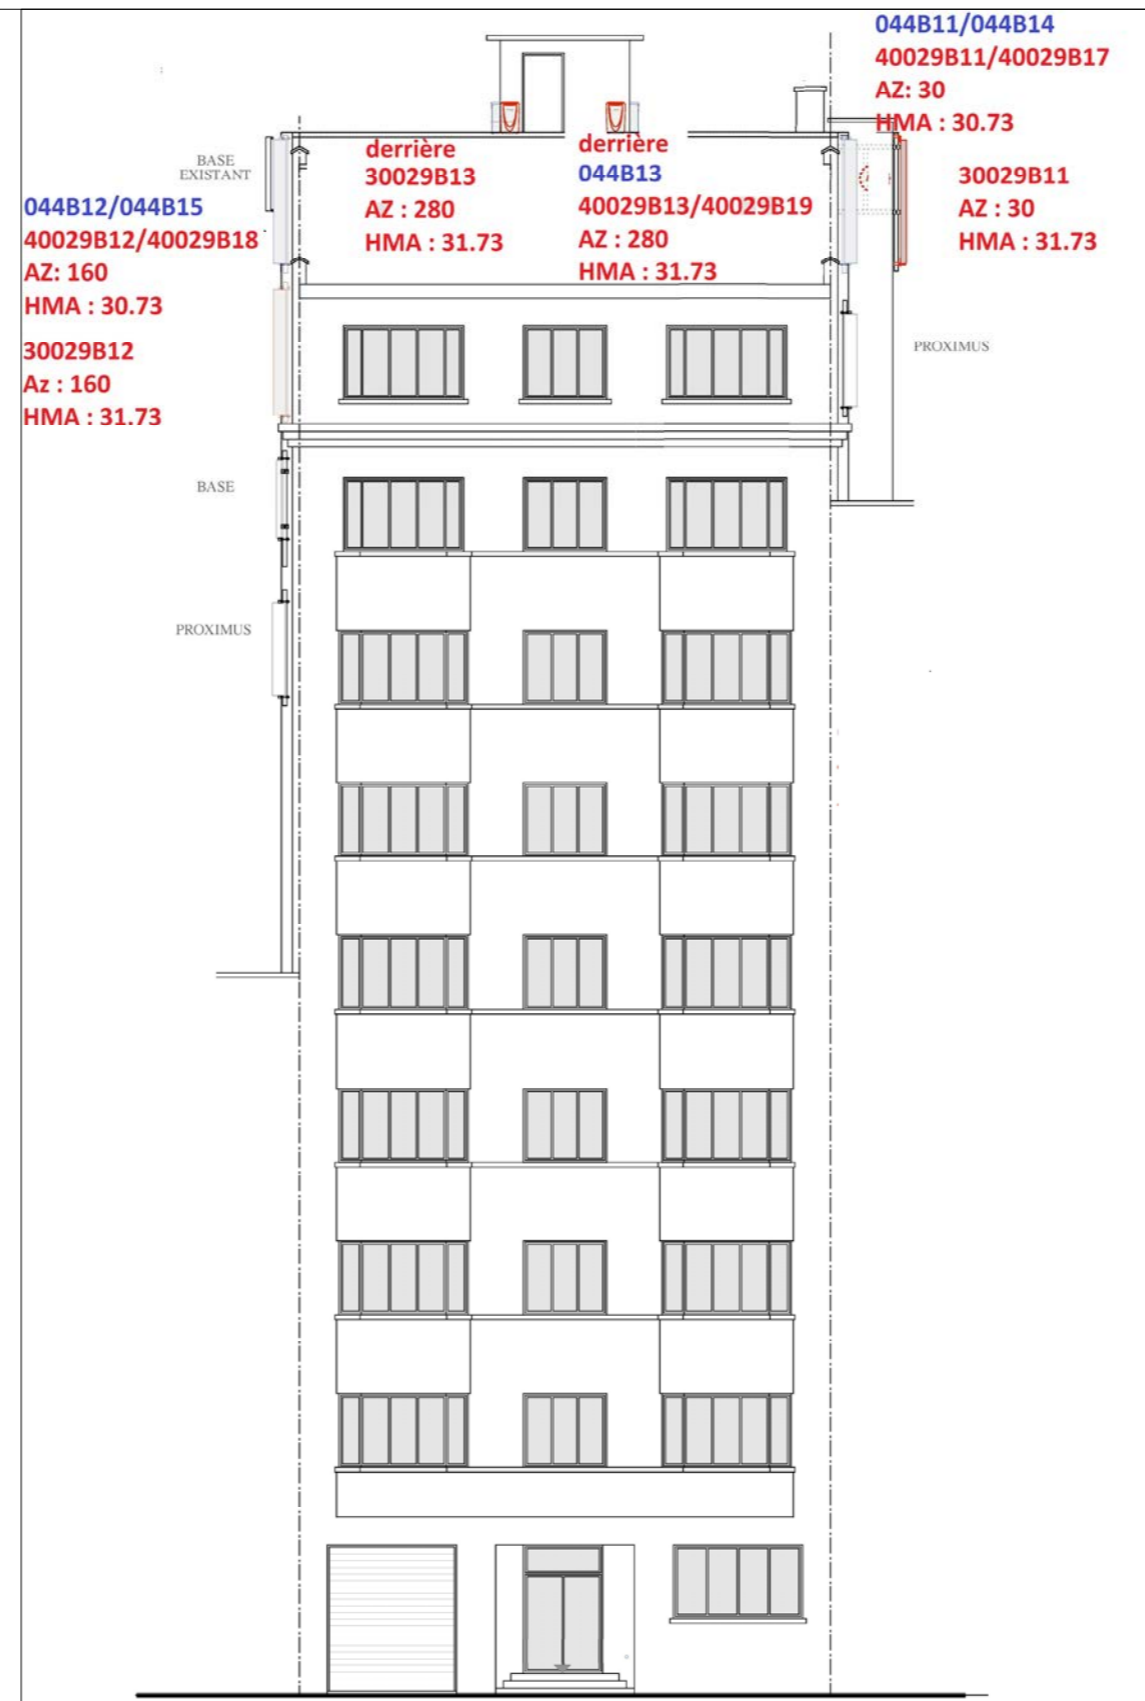 044B11/044B14
40029B11/40029B17
AZ: 30
HMA : 30.73
30029B11
AZ : 30
HMA : 31.73
derrière
30029B13
AZ : 280
HMA : 31.73
derrière
044B13
40029B13/40029B19
AZ : 280
HMA : 31.73
BASE
EXISTANT
044B12/044B15
40029B12/40029B18
AZ: 160
HMA : 30.73
30029B12
Az : 160
HMA : 31.73
PROXIMUS
BASE
PROXIMUS